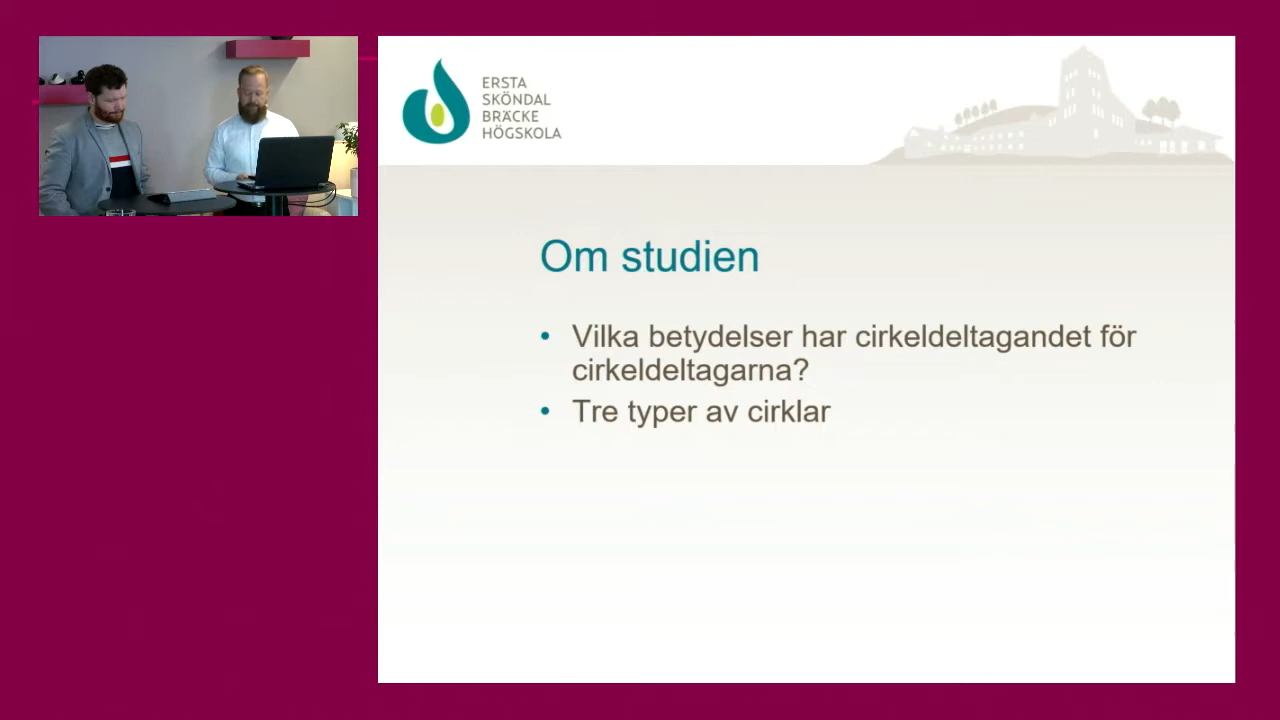 ERSTA
SKÖNDAL
BRÄCKE
HÖGSKOLA
Om studien
• Vilka betydelser har cirkeldeltagandet för
cirkeldeltagarna?
• Tre typer av cirklar